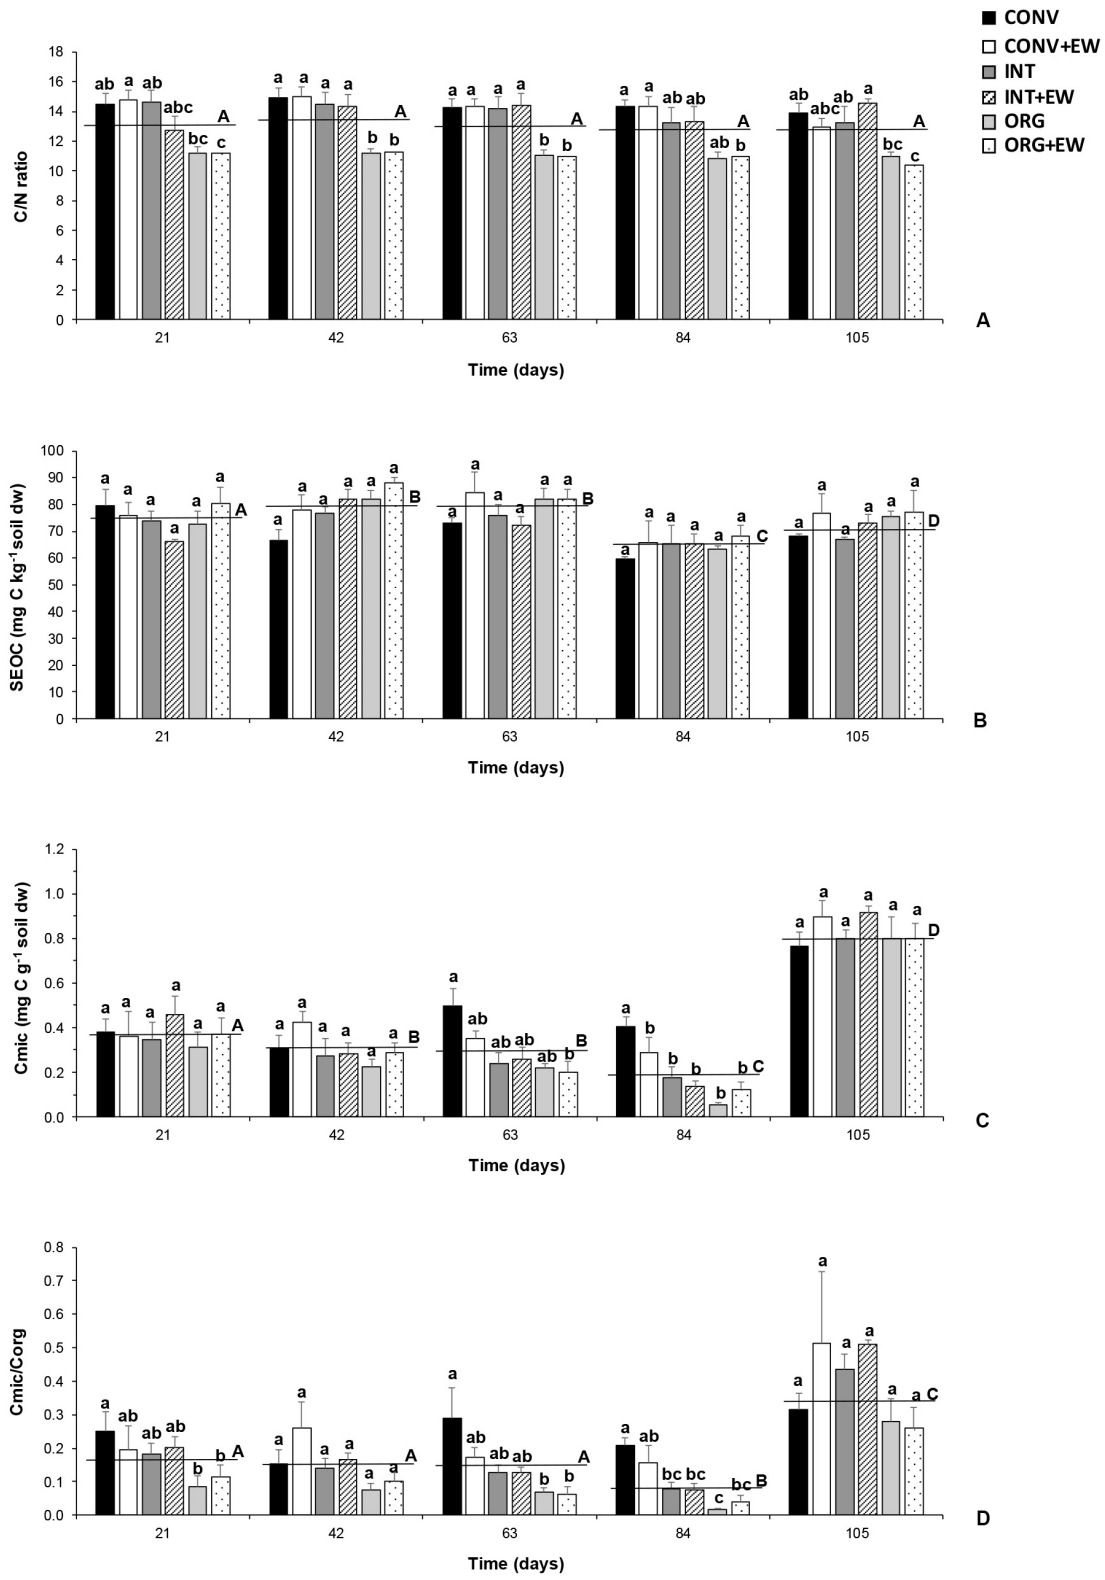 CONV
CONV+EW
INT
INT+EW
ORG
ORG+EW
C/N ratio
18
16
14
12
10
8
6
4
2
0
ab a ab abc bc c A
a a a a b b A
a a a a b b A
a a ab ab ab b A
ab abc ab a bc c A
21 42 63 84 105
Time (days)
A
SEOC (mg C kg⁻¹ soil dw)
100
90
80
70
60
50
40
30
20
10
0
a a a a a a A
a a a a a a B
a a a a a a B
a a a a a a C
a a a a a a D
21 42 63 84 105
Time (days)
B
Cmic (mg C g⁻¹ soil dw)
1.2
1.0
0.8
0.6
0.4
0.2
0.0
a a a a a a A
a a a a a a B
a ab ab ab ab b B
a b b b b b C
a a a a a a D
21 42 63 84 105
Time (days)
C
Cmic/Corg
0.8
0.7
0.6
0.5
0.4
0.3
0.2
0.1
0.0
a ab ab ab b b A
a a a a a a A
a ab ab ab b b A
a ab bc bc c bc B
a a a a a a C
21 42 63 84 105
Time (days)
D